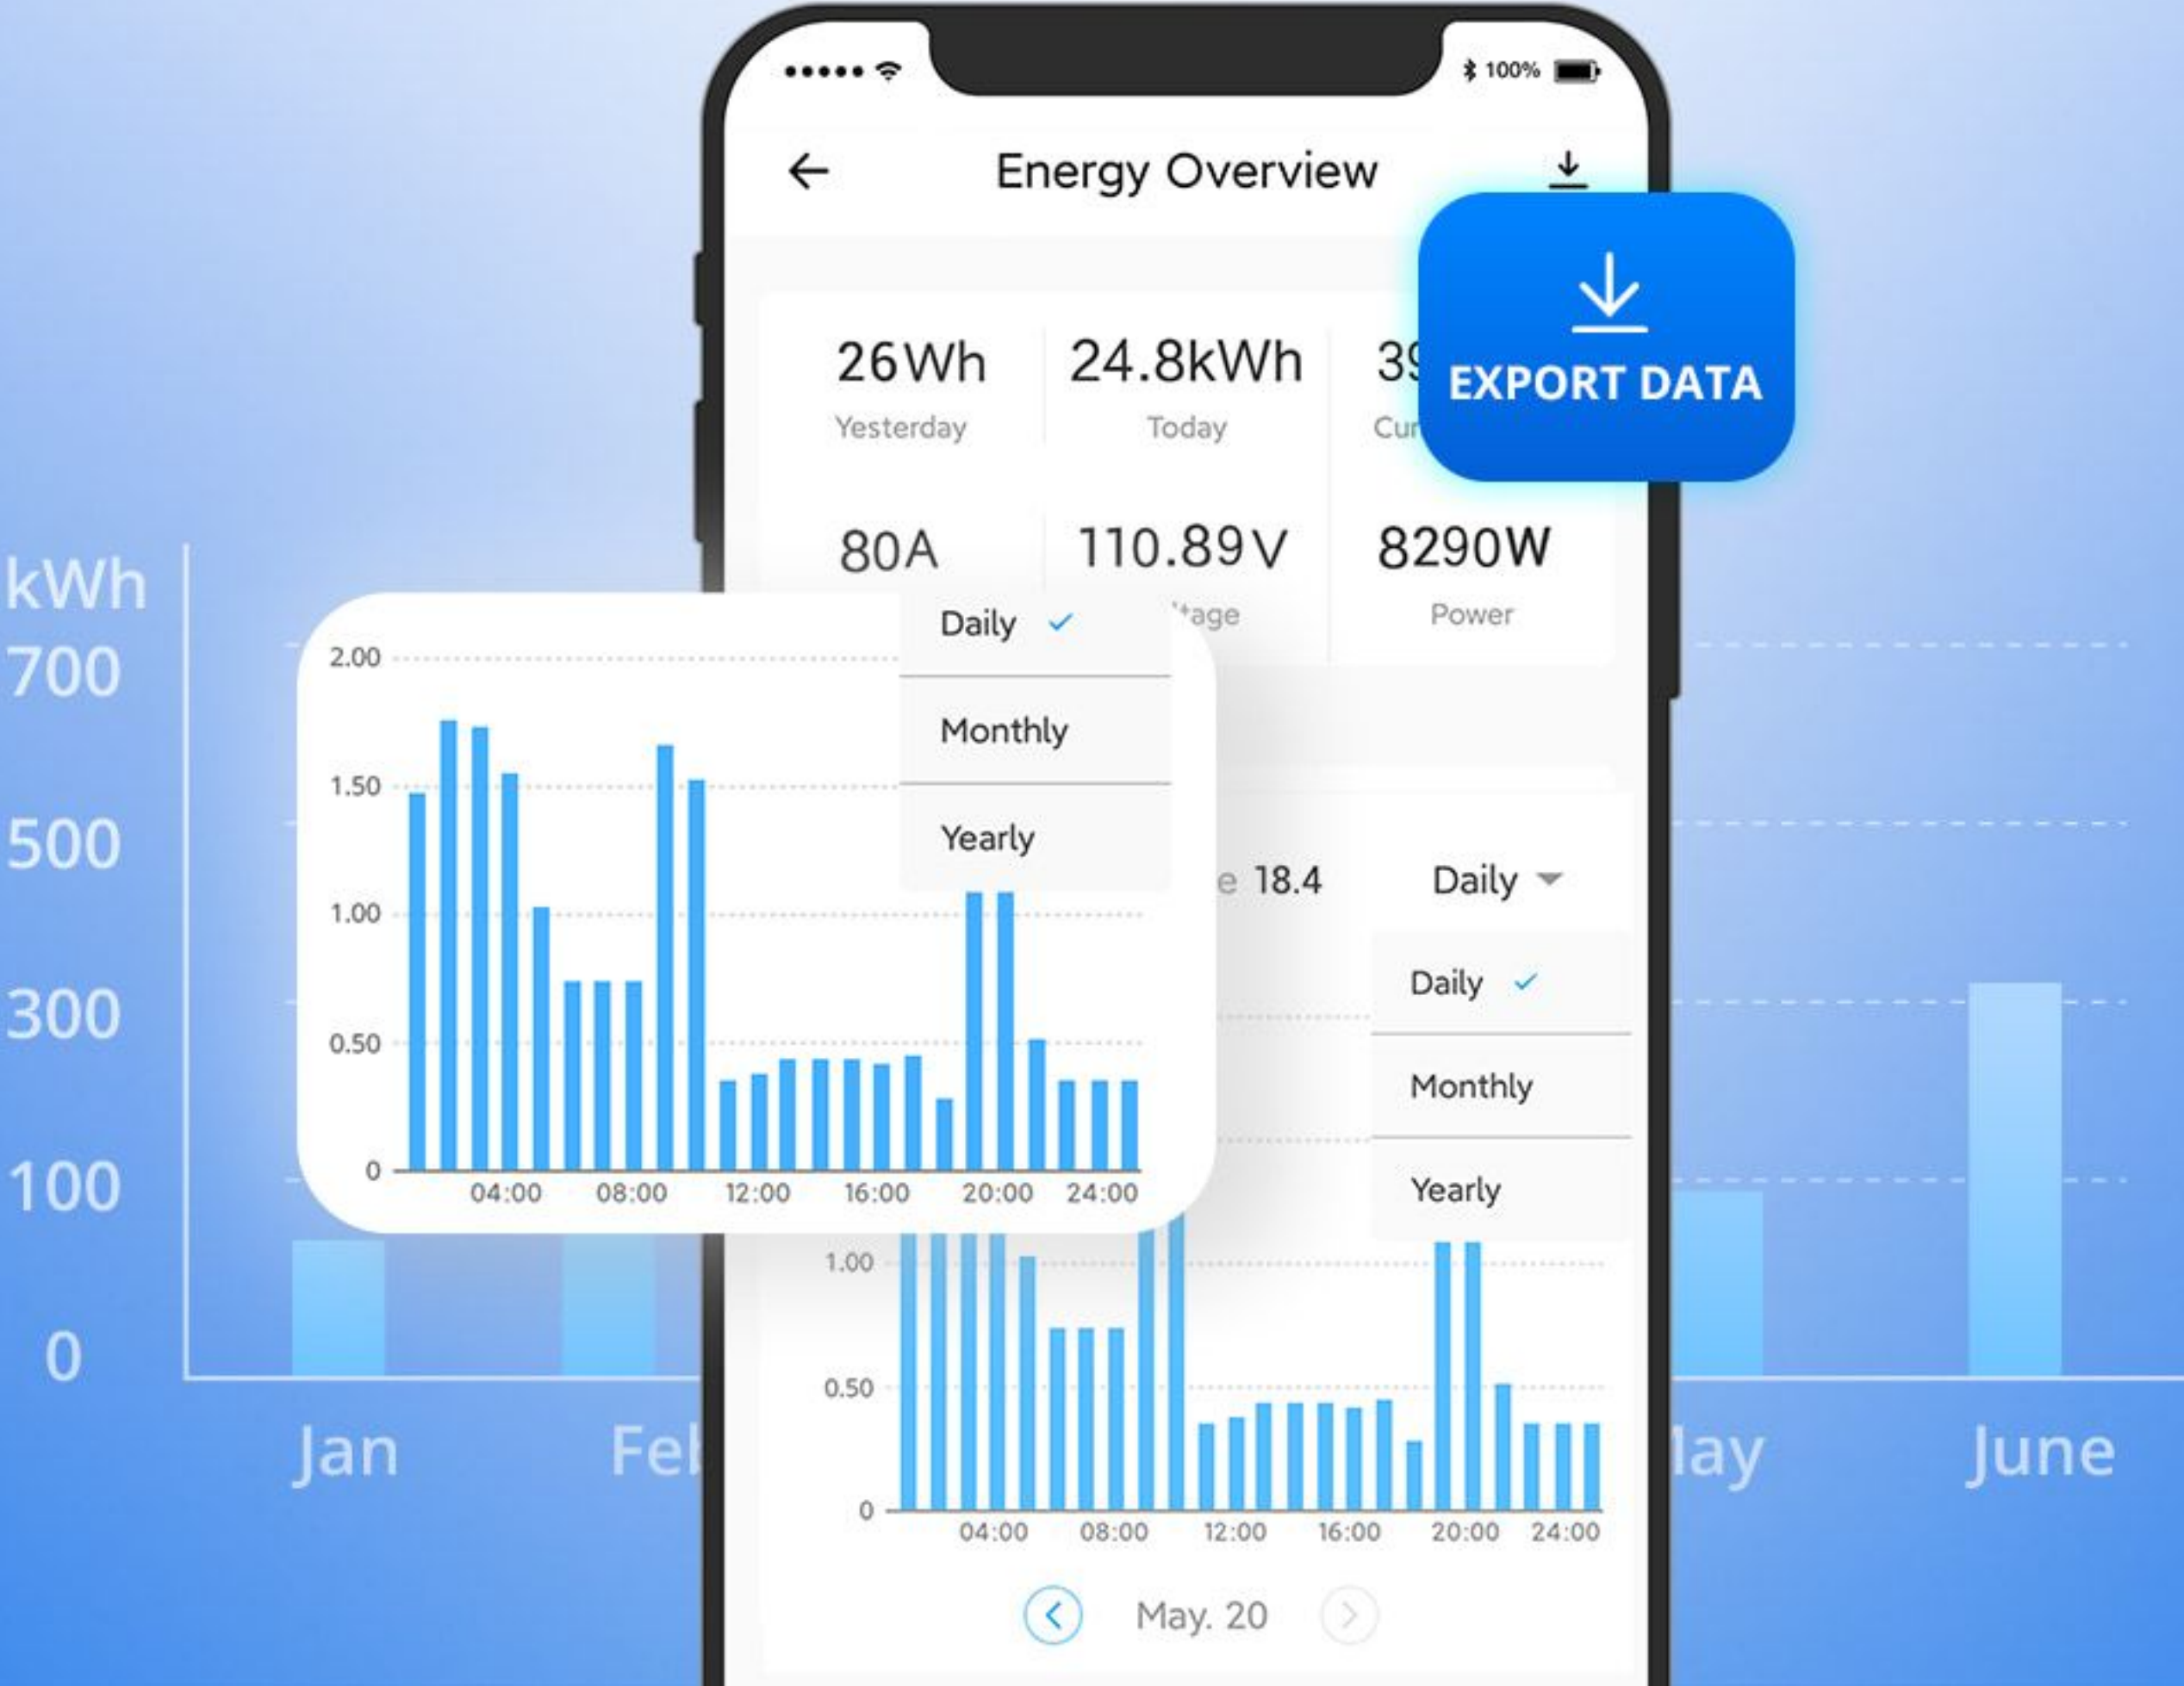 100%
Energy Overview
EXPORT DATA
26Wh
Yesterday
24.8kWh
Today
80A
110.89V
8290W
Power
kWh
700
500
300
100
0
Jan
June
2.00
1.50
1.00
0.50
0
04:00 08:00 12:00 16:00 20:00 24:00
Daily
Monthly
Yearly
18.4 Daily
Daily
Monthly
Yearly
1.00
0.50
0
04:00 08:00 12:00 16:00 20:00 24:00
May. 20